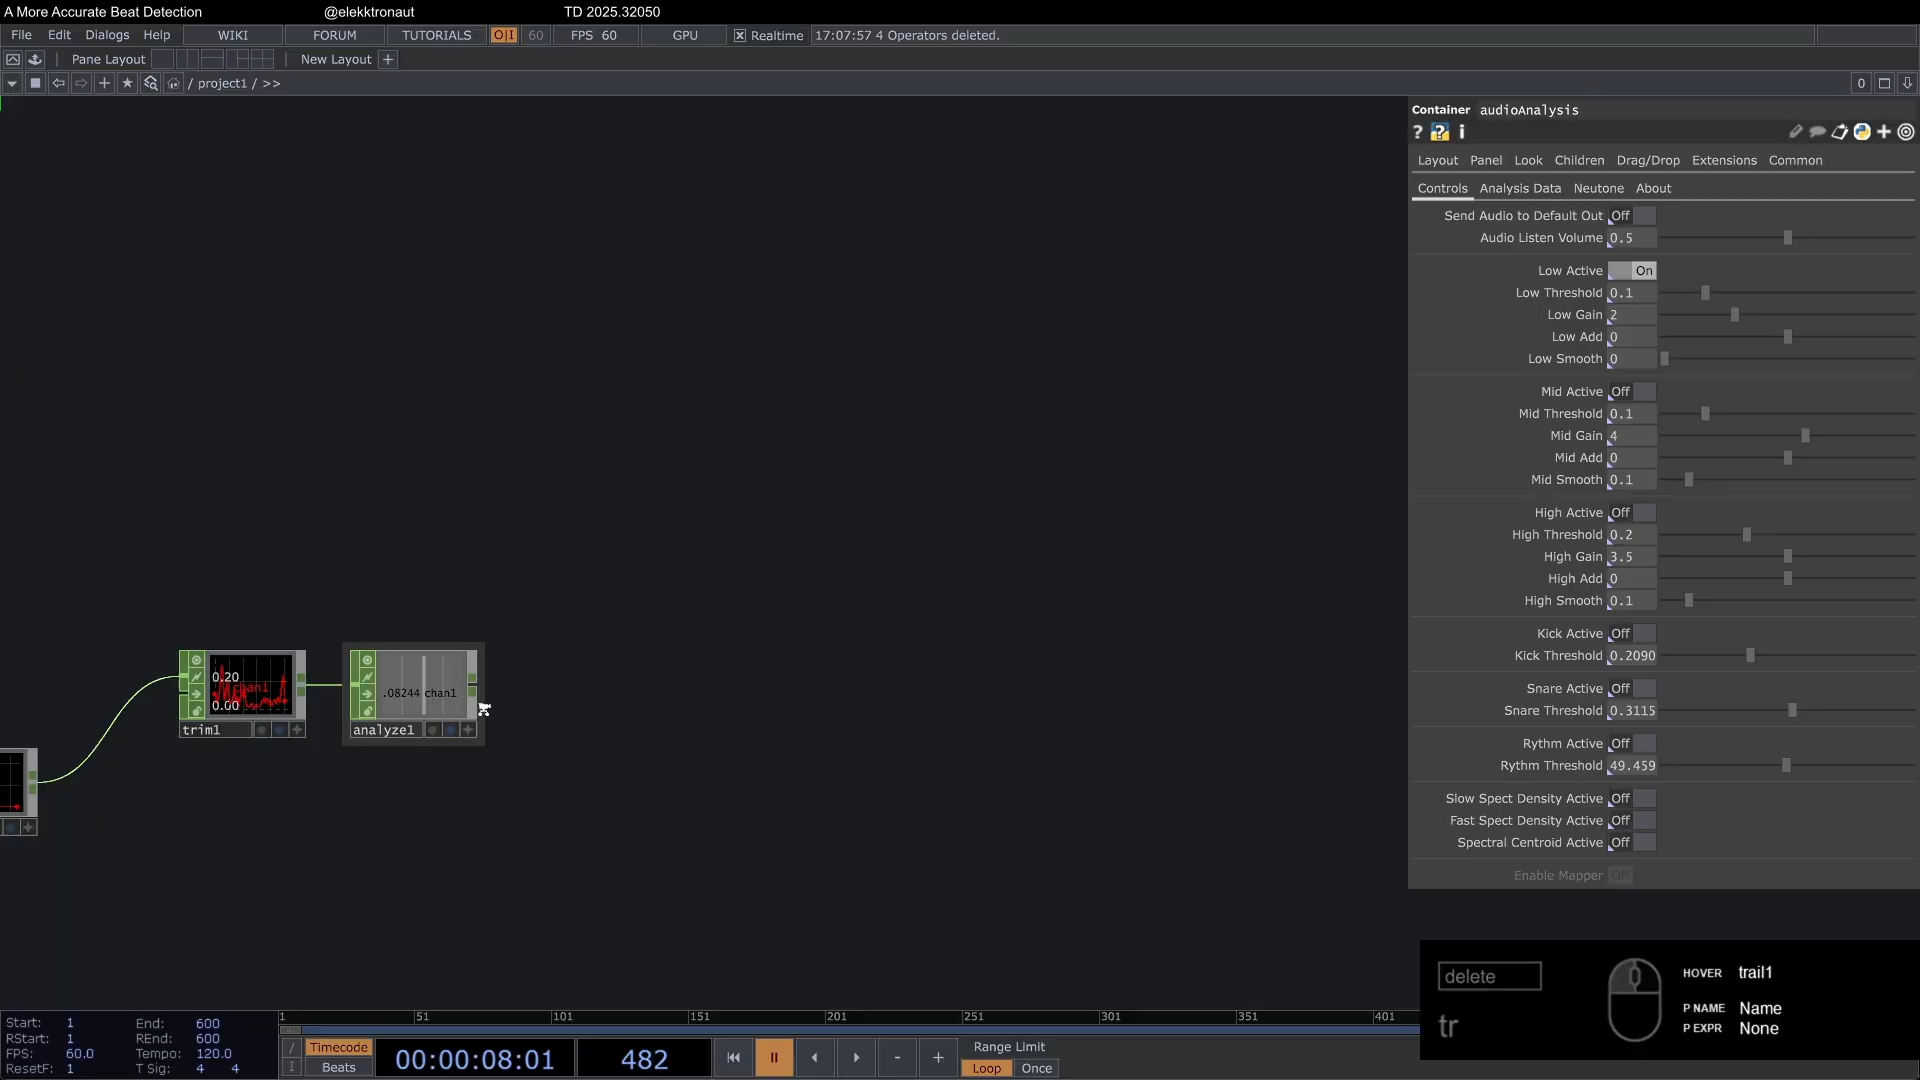 A More Accurate Beat Detection @elekktronaut TD 2025.32050
File Edit Dialogs Help WIKI FORUM TUTORIALS O|I 60 FPS 60 GPU Realtime 17:07:57 4 Operators deleted.
Pane Layout New Layout +
/ project1 / >> 0
Container audioAnalysis
? ? i
Layout Panel Look Children Drag/Drop Extensions Common
Controls Analysis Data Neutone About
Send Audio to Default Out Off
Audio Listen Volume 0.5
Low Active On
Low Threshold 0.1
Low Gain 2
Low Add 0
Low Smooth 0
Mid Active Off
Mid Threshold 0.1
Mid Gain 4
Mid Add 0
Mid Smooth 0.1
High Active Off
High Threshold 0.2
High Gain 3.5
High Add 0
High Smooth 0.1
Kick Active Off
Kick Threshold 0.2090
Snare Active Off
Snare Threshold 0.3115
Rythm Active Off
Rythm Threshold 49.459
Slow Spect Density Active Off
Fast Spect Density Active Off
Spectral Centroid Active Off
Enable Mapper Off
0.20
chan1
0.00
trim1
.08244 chan1
analyze1
delete
tr
HOVER trail1
P NAME Name
P EXPR None
1 51 101 151 201 251 301 351 401
Start: 1 End: 600
RStart: 1 REnd: 600
FPS: 60.0 Tempo: 120.0
ResetF: 1 T Sig: 4 4
/ Timecode
I Beats
00:00:08:01 482
- +
Range Limit
Loop Once